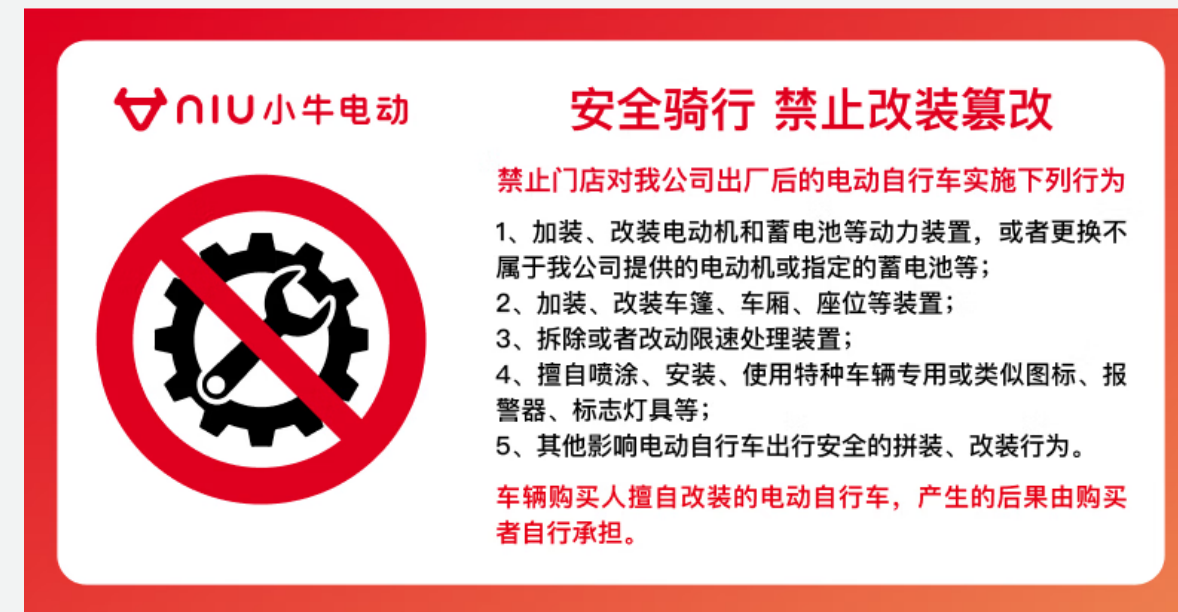 NIU小牛电动
安全骑行 禁止改装篡改
禁止门店对我公司出厂后的电动自行车实施下列行为
1、加装、改装电动机和蓄电池等动力装置，或者更换不
属于我公司提供的电动机或指定的蓄电池等；
2、加装、改装车篷、车厢、座位等装置；
3、拆除或者改动限速处理装置；
4、擅自喷涂、安装、使用特种车辆专用或类似图标、报
警器、标志灯具等；
5、其他影响电动自行车出行安全的拼装、改装行为。
车辆购买人擅自改装的电动自行车，产生的后果由购买
者自行承担。